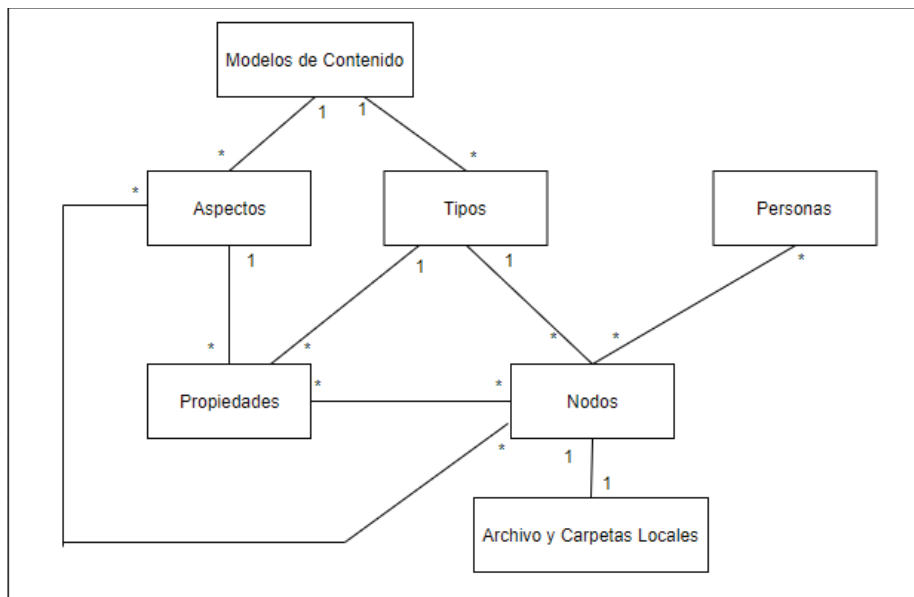 Modelos de Contenido
1 1
* *
*
Aspectos Tipos Personas
1 1 1 *
* * * *
* *
Propiedades Nodos
*
1
1
Archivo y Carpetas Locales